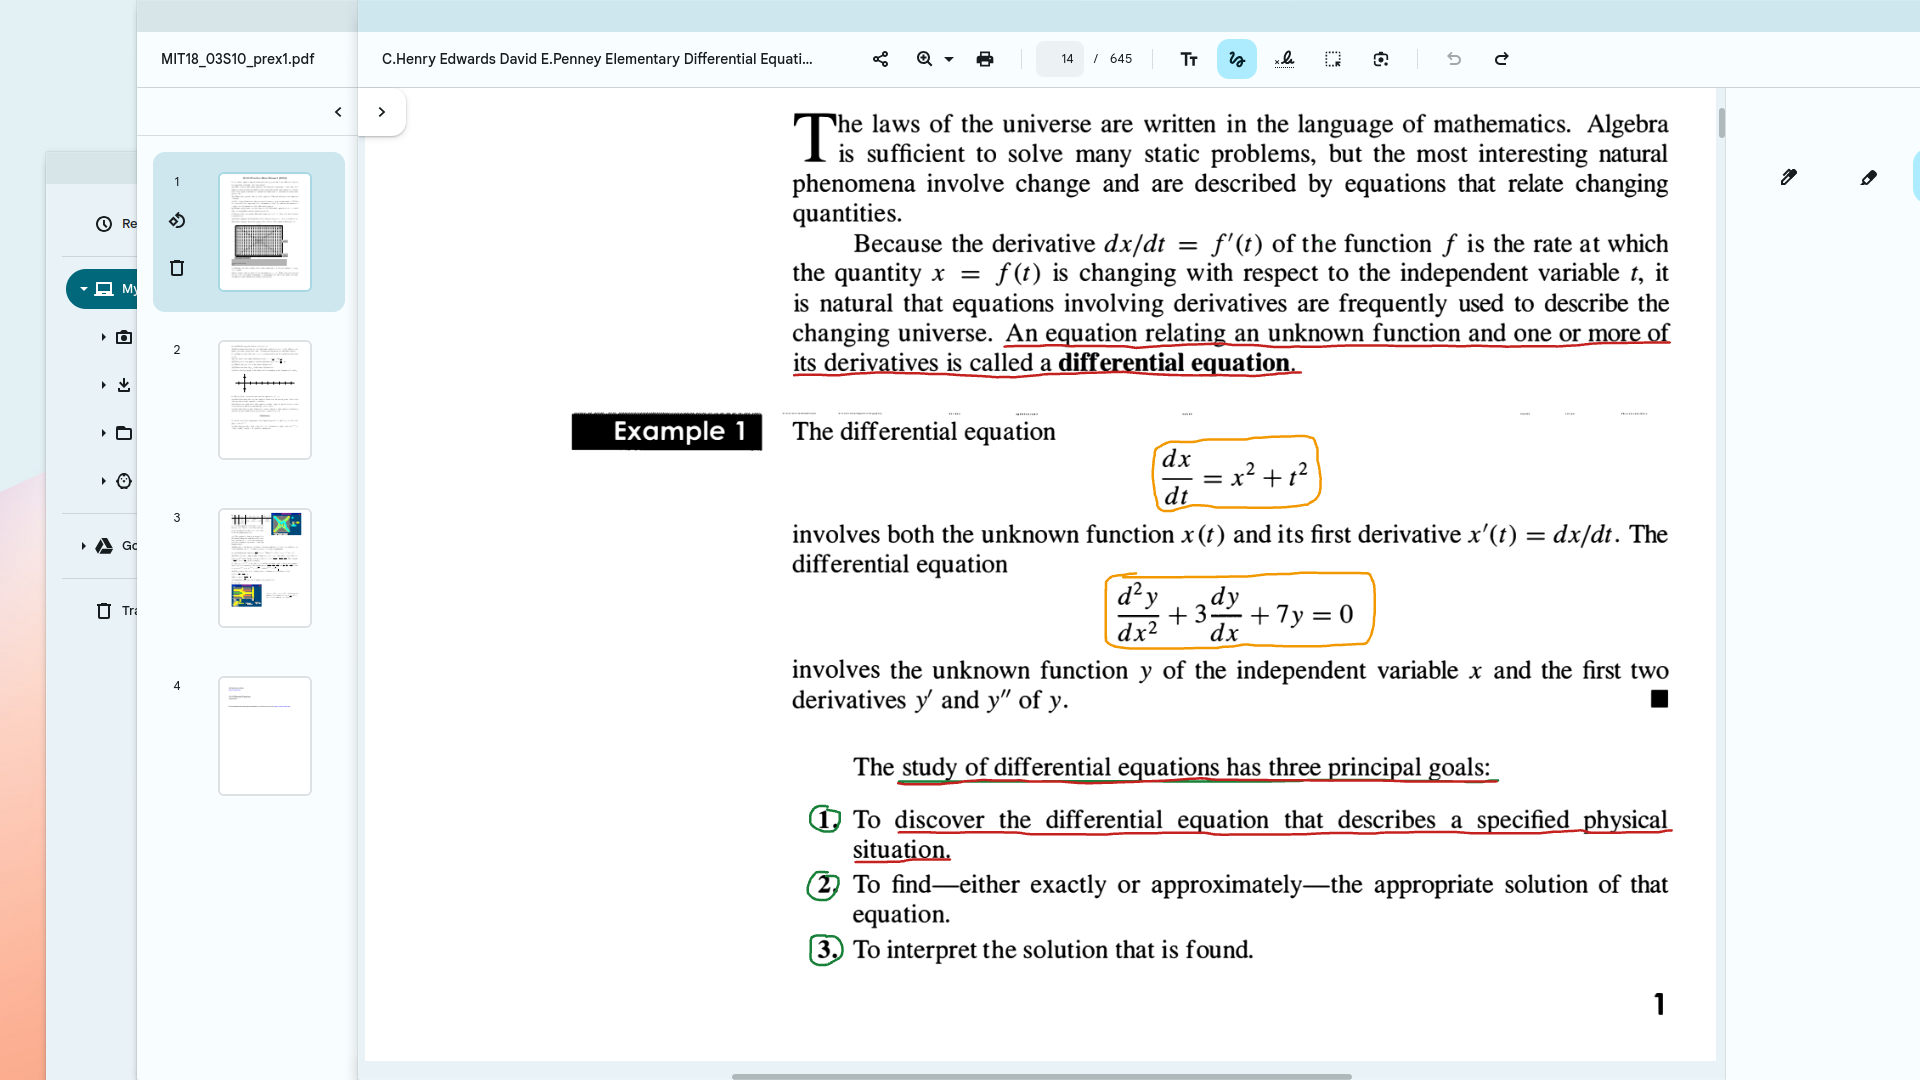 MIT18_03S10_prex1.pdf
C.Henry Edwards David E.Penney Elementary Differential Equati...
14 / 645
Re
My
Go
Tra
1
2
3
4
The laws of the universe are written in the language of mathematics. Algebra
is sufficient to solve many static problems, but the most interesting natural
phenomena involve change and are described by equations that relate changing
quantities.
Because the derivative dx/dt = f′(t) of the function f is the rate at which
the quantity x = f(t) is changing with respect to the independent variable t, it
is natural that equations involving derivatives are frequently used to describe the
changing universe. An equation relating an unknown function and one or more of
its derivatives is called a differential equation.
Example 1
The differential equation
dx/dt = x² + t²
involves both the unknown function x(t) and its first derivative x′(t) = dx/dt. The
differential equation
d²y/dx² + 3 dy/dx + 7y = 0
involves the unknown function y of the independent variable x and the first two
derivatives y′ and y″ of y.
The study of differential equations has three principal goals:
1. To discover the differential equation that describes a specified physical
situation.
2. To find—either exactly or approximately—the appropriate solution of that
equation.
3. To interpret the solution that is found.
1